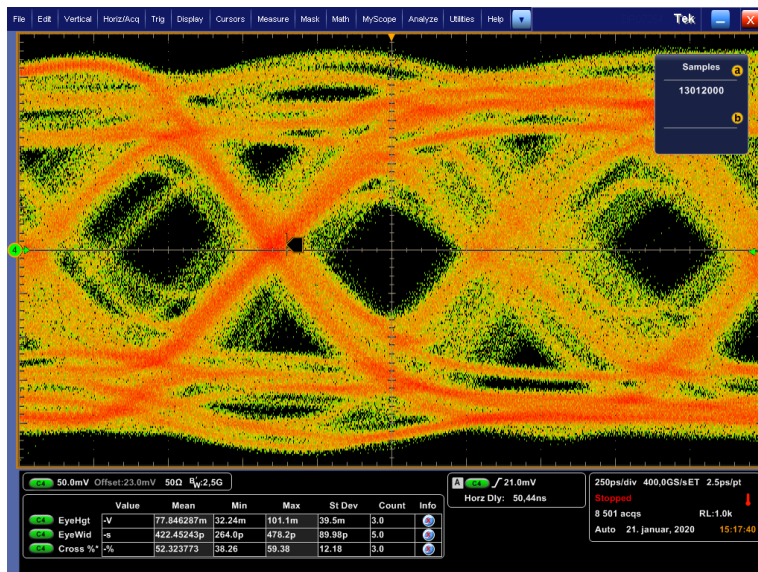 File Edit Vertical Horiz/Acq Trig Display Cursors Measure Mask Math MyScope Analyze Utilities Help Tek X
Samples a
13012000
b
4
C4 50.0mV Offset:23.0mV 50Ω BW:2,5G
A C4 21.0mV
Horz Dly: 50,44ns
250ps/div 400,0GS/s ET 2.5ps/pt
Stopped
8 501 acqs RL:1.0k
Auto 21. januar, 2020 15:17:40
Value Mean Min Max St Dev Count Info
C4 EyeHgt -V 77.846287m 32.24m 101.1m 39.5m 3.0
C4 EyeWid -s 422.45243p 264.0p 478.2p 89.98p 5.0
C4 Cross %* -% 52.323773 38.26 59.38 12.18 3.0